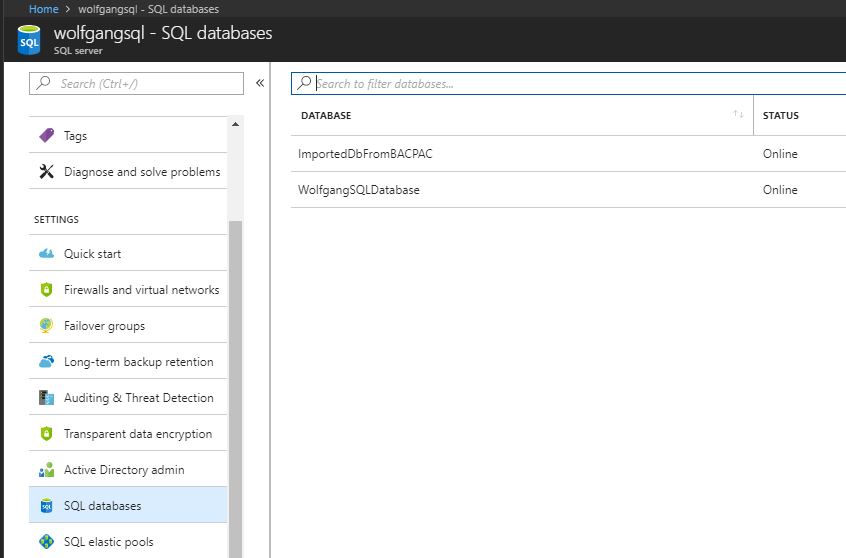 Home > wolfgangsql - SQL databases
wolfgangsql - SQL databases
SQL
SQL server
Search (Ctrl+/)
«
Search to filter databases...
Tags
Diagnose and solve problems
SETTINGS
Quick start
Firewalls and virtual networks
Failover groups
Long-term backup retention
Auditing & Threat Detection
Transparent data encryption
Active Directory admin
SQL databases
SQL elastic pools
DATABASE ↑↓ STATUS
ImportedDbFromBACPAC Online
WolfgangSQLDatabase Online